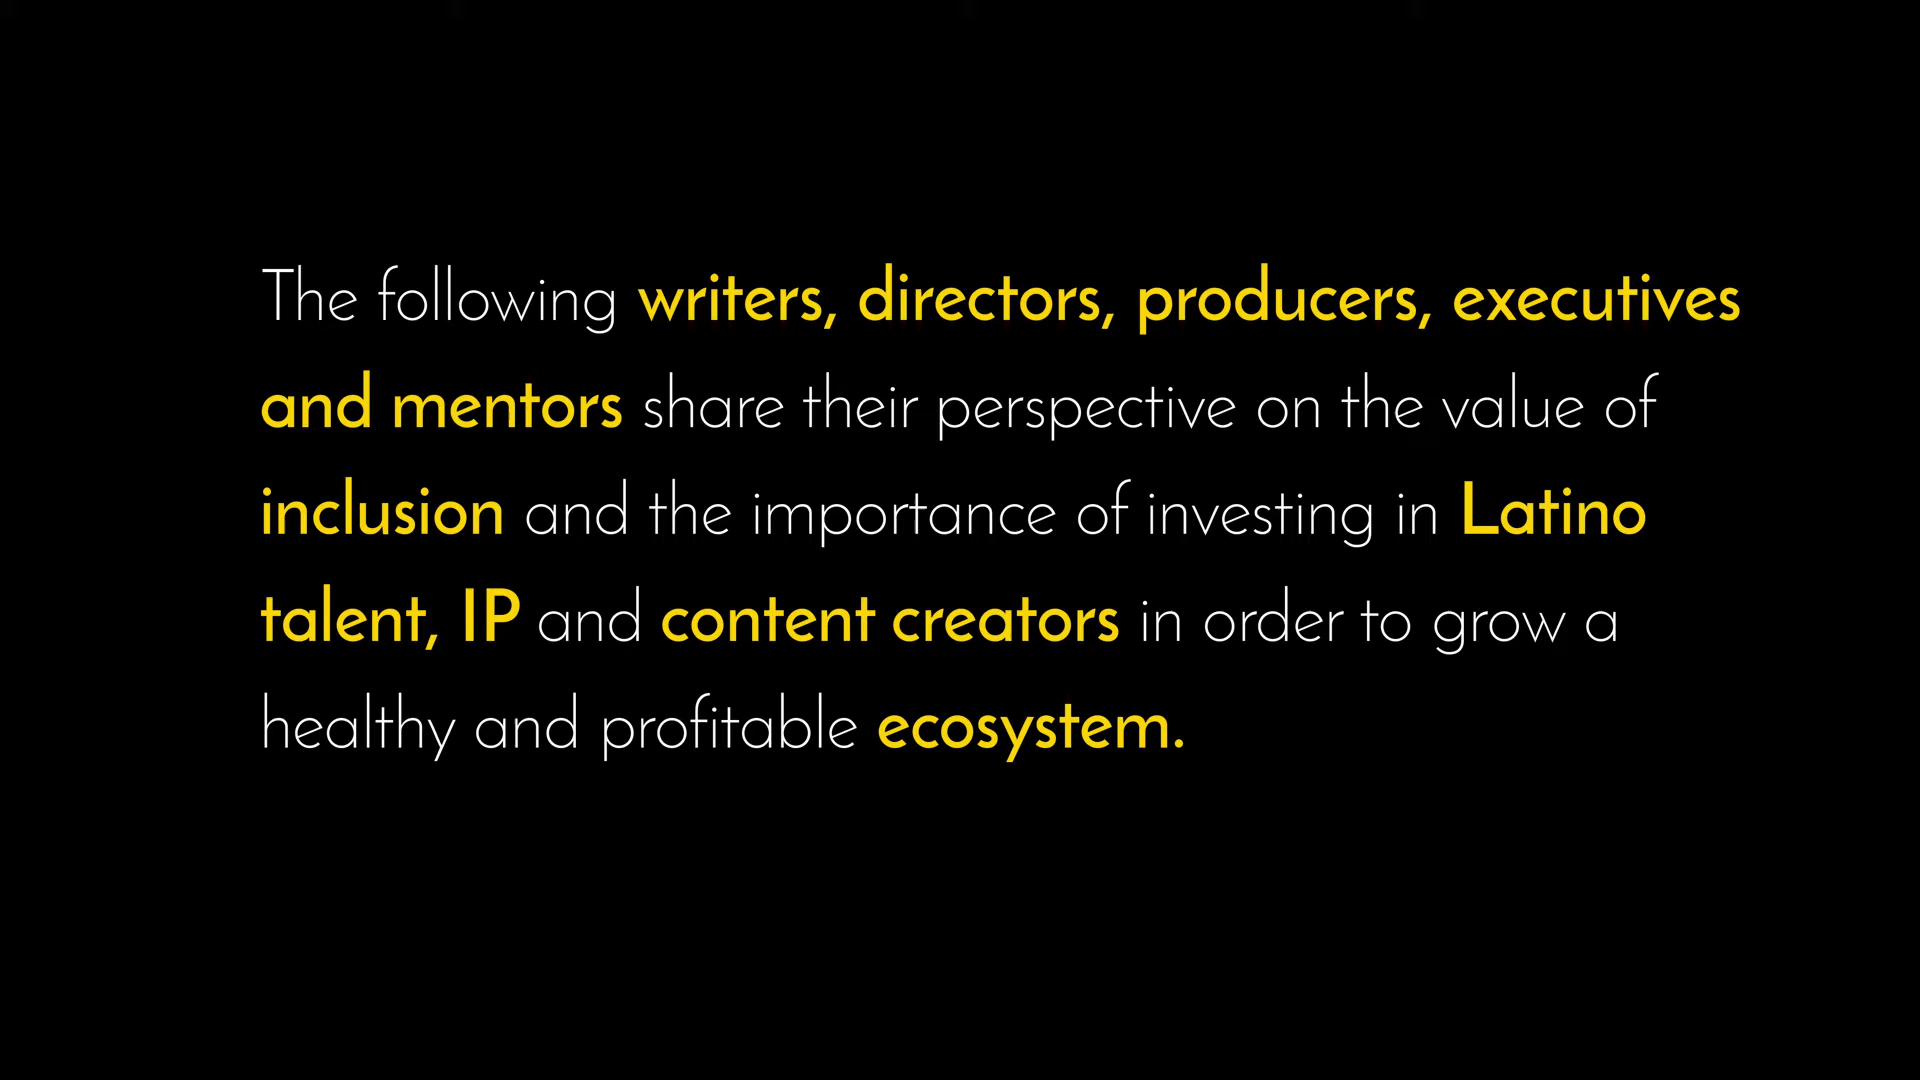 The following writers, directors, producers, executives
and mentors share their perspective on the value of
inclusion and the importance of investing in Latino
talent, IP and content creators in order to grow a
healthy and profitable ecosystem.